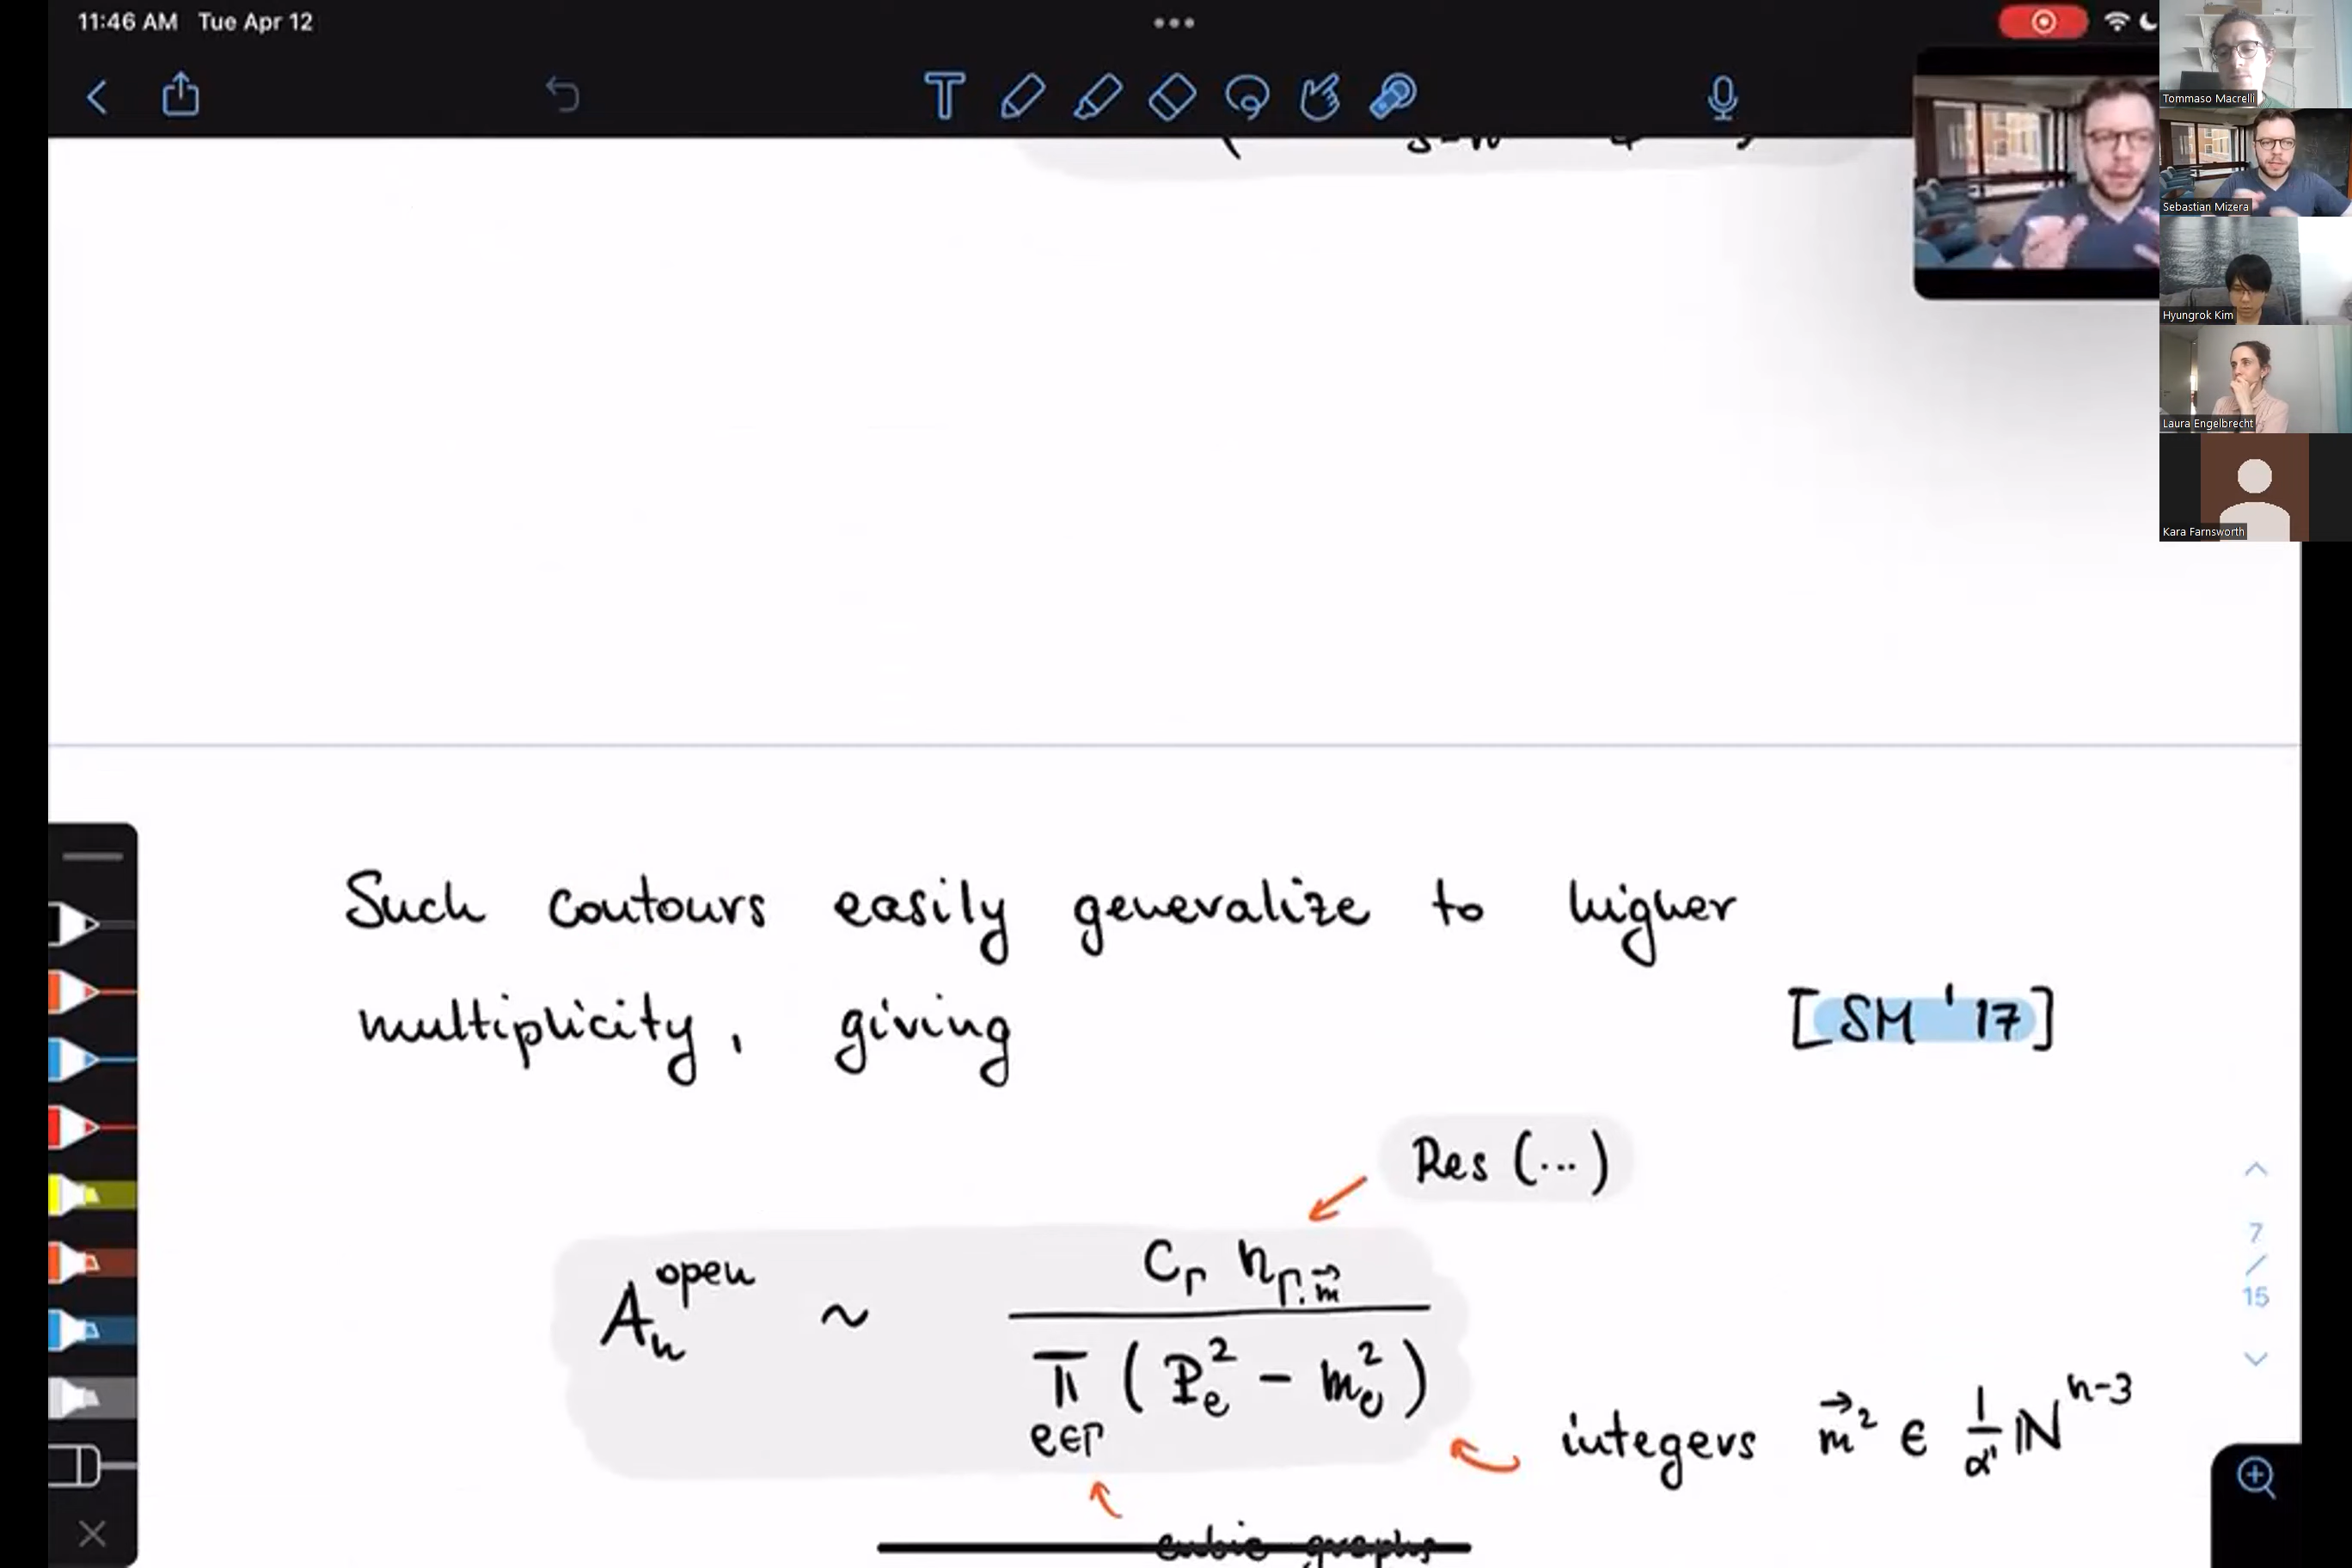 11:46 AM Tue Apr 12
Tommaso Macrelli
Sebastian Mizera
Hyungrok Kim
Laura Engelbrecht
Kara Farnsworth
Such contours easily generalize to higher
multiplicity, giving [SM '17]
Res (...)
A_n^open ~ C_Γ n_Γ,m⃗ / ∏_{e∈Γ} (P_e^2 - m_e^2)
integers m⃗^2 ∈ 1/α' ℕ^{n-3}
cubic graphs
7
/
15